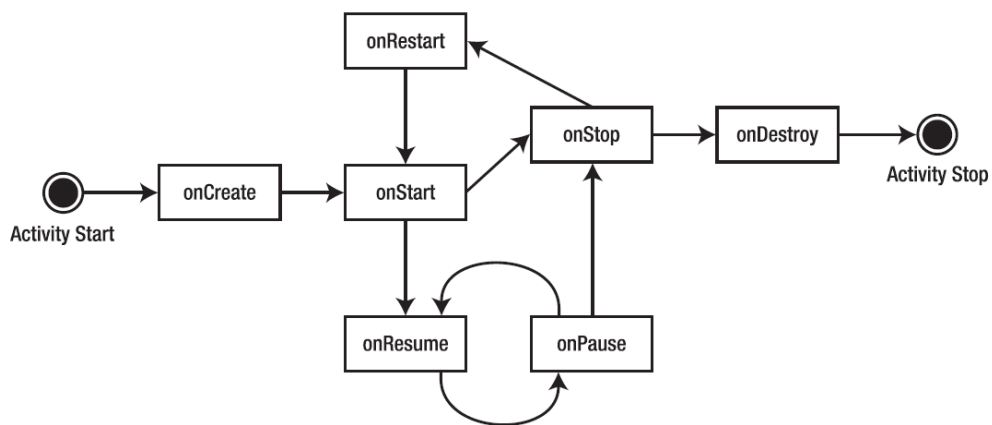 onRestart
onStop
onDestroy
Activity Stop
onCreate
onStart
Activity Start
onResume
onPause